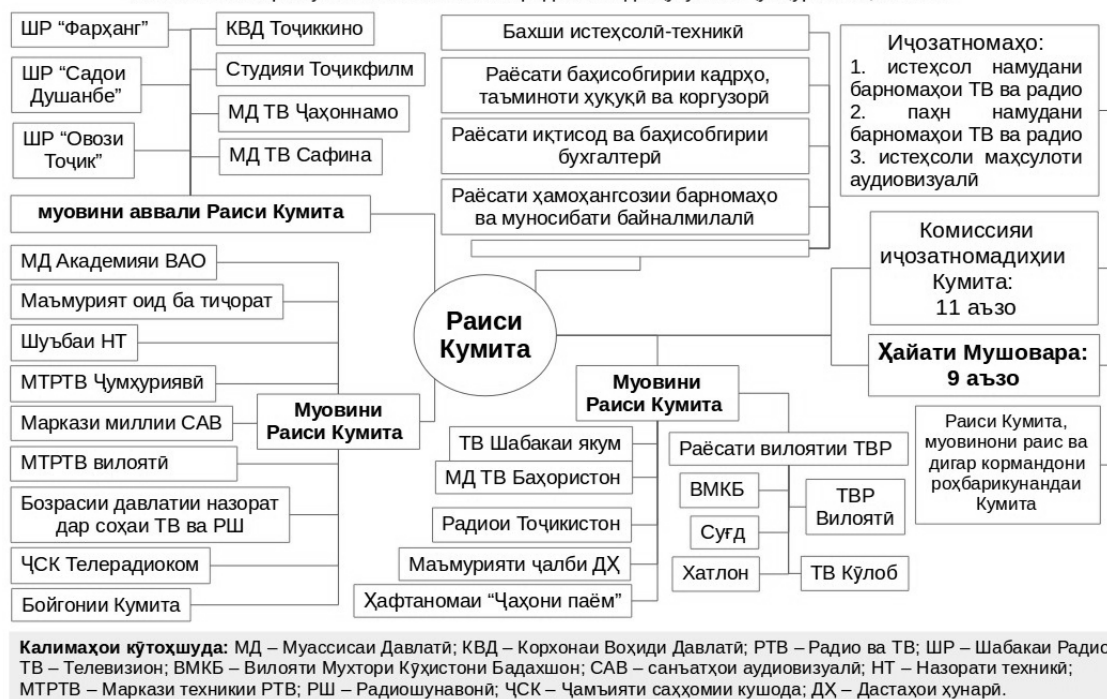 ШР “Фарҳанг”
ШР “Садои
Душанбе”
ШР “Овози
Тоҷик”
КВД Тоҷиккино
Студияи Тоҷикфилм
МД ТВ Ҷаҳоннамо
МД ТВ Сафина
муовини аввали Раиси Кумита
Бахши истеҳсолӣ-техникӣ
Раёсати баҳисобгирии кадрҳо,
таъминоти ҳуқуқӣ ва коргузорӣ
Раёсати иқтисод ва баҳисобгирии
бухгалтерӣ
Раёсати ҳамоҳангсозии барномаҳо
ва муносибати байналмилалӣ
Иҷозатномаҳо:
1. истеҳсол намудани
барномаҳои ТВ ва радио
2. паҳн намудани
барномаҳои ТВ ва радио
3. истеҳсоли маҳсулоти
аудиовизуалӣ
Комиссияи
иҷозатномадиҳии
Кумита:
11 аъзо
Ҳайати Мушовара:
9 аъзо
Раиси Кумита,
муовинони раис ва
дигар кормандони
роҳбарикунандаи
Кумита
Раиси
Кумита
МД Академияи ВАО
Маъмурият оид ба тиҷорат
Шуъбаи НТ
МТРТВ Ҷумҳуриявӣ
Маркази миллии САВ
МТРТВ вилоятӣ
Бозрасии давлатии назорат
дар соҳаи ТВ ва РШ
ҶСК Телерадиоком
Бойгонии Кумита
Муовини
Раиси Кумита
Муовини
Раиси Кумита
ТВ Шабакаи якум
МД ТВ Баҳористон
Радиои Тоҷикистон
Маъмурияти ҷалби ДҲ
Ҳафтаномаи “Ҷаҳони паём”
Раёсати вилоятии ТВР
ВМКБ
Суғд
Хатлон
ТВР
Вилоятӣ
ТВ Кӯлоб
Калимаҳои кӯтоҳшуда: МД – Муассисаи Давлатӣ; КВД – Корхонаи Воҳиди Давлатӣ; РТВ – Радио ва ТВ; ШР – Шабакаи Радио
ТВ – Телевизион; ВМКБ – Вилояти Мухтори Кӯҳистони Бадахшон; САВ – санъатҳои аудиовизуалӣ; НТ – Назорати техникӣ;
МТРТВ – Маркази техникии РТВ; РШ – Радиошунавонӣ; ҶСК – Ҷамъияти саҳҳомии кушода; ДҲ – Дастаҳои ҳунарӣ.